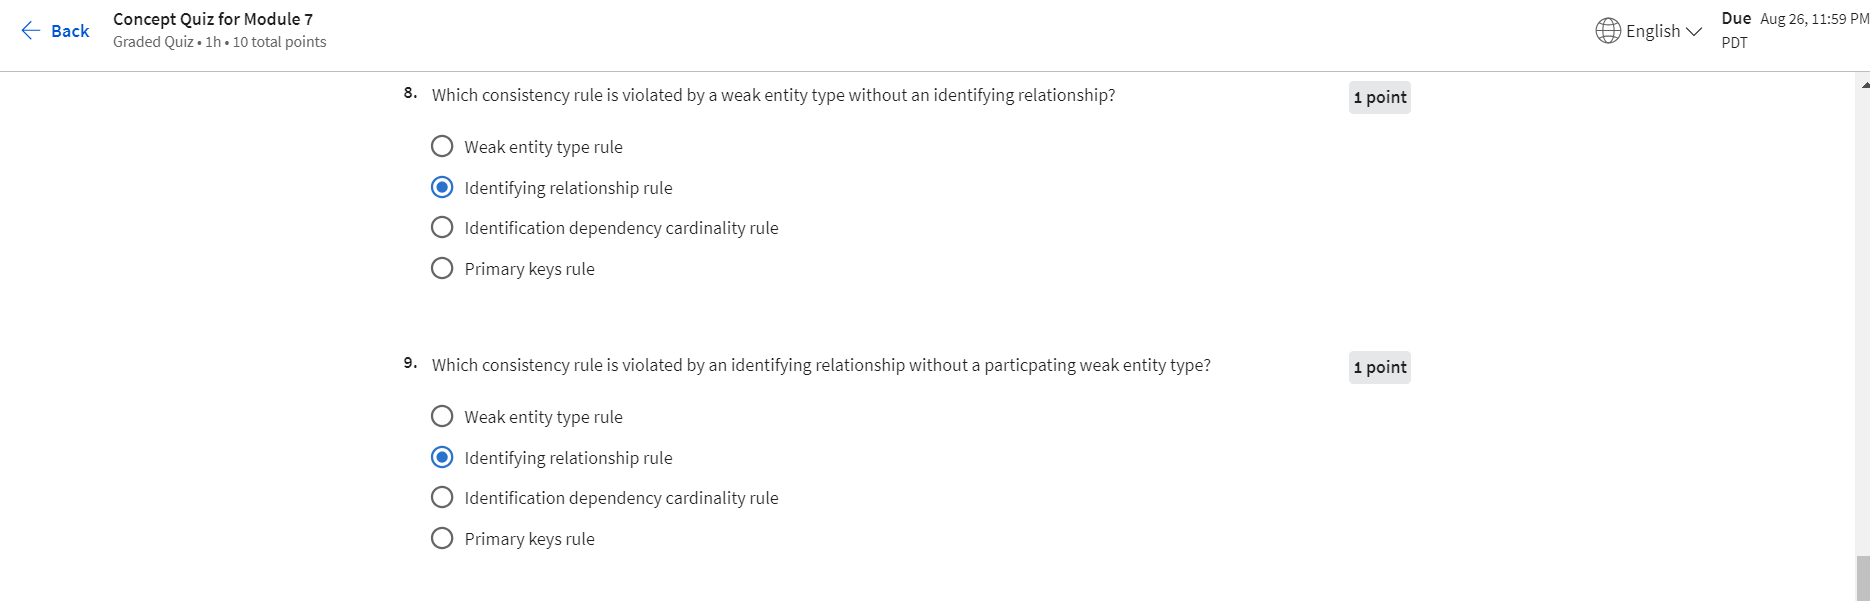 Back
Concept Quiz for Module 7
Graded Quiz • 1h • 10 total points
English
Due Aug 26, 11:59 PM
PDT
8. Which consistency rule is violated by a weak entity type without an identifying relationship?
1 point
Weak entity type rule
Identifying relationship rule
Identification dependency cardinality rule
Primary keys rule
9. Which consistency rule is violated by an identifying relationship without a particpating weak entity type?
1 point
Weak entity type rule
Identifying relationship rule
Identification dependency cardinality rule
Primary keys rule